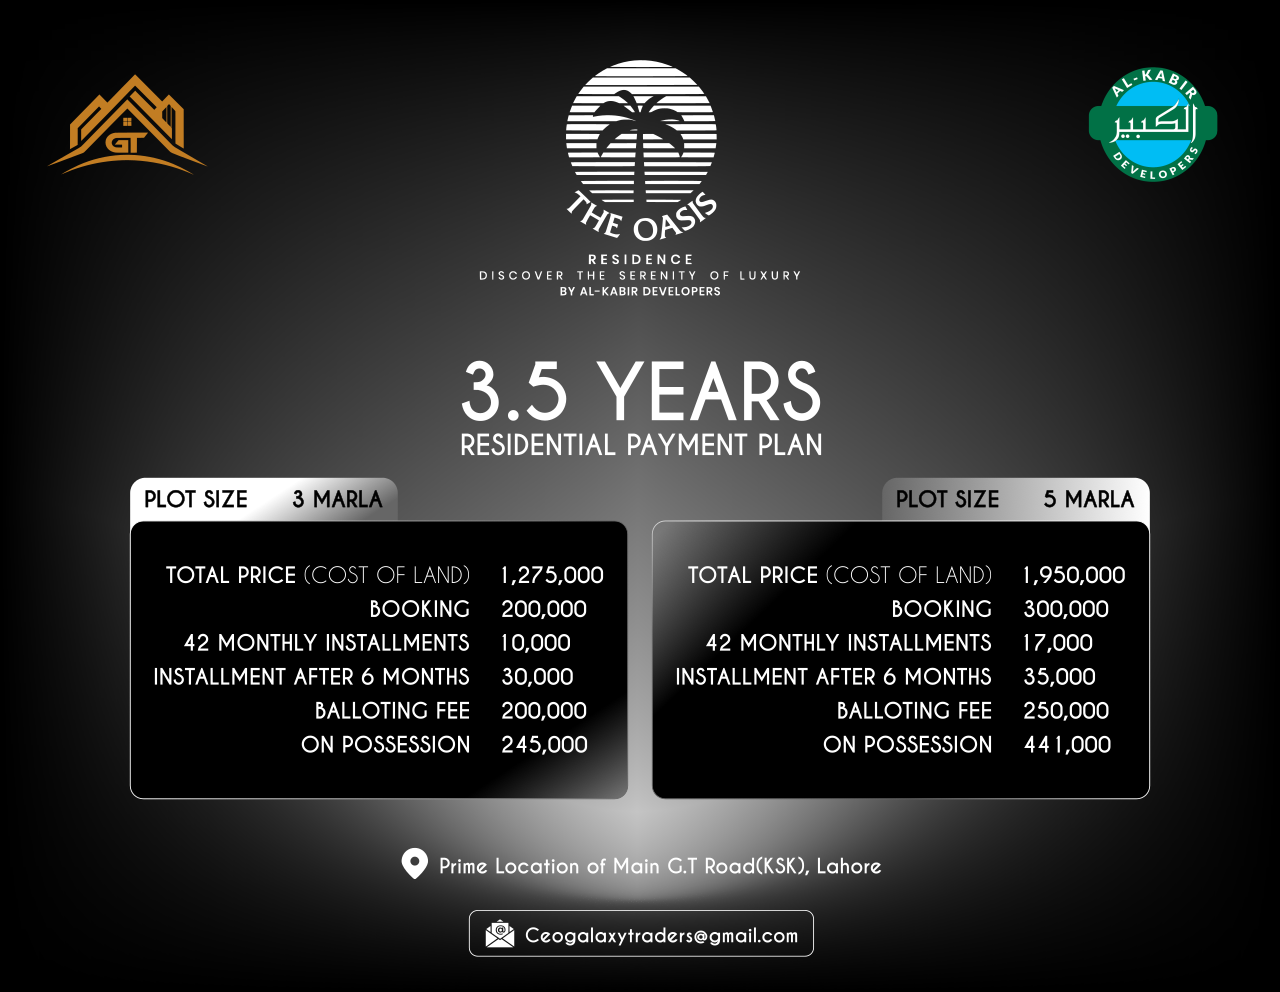 GT
AL-KABIR
الكبير
DEVELOPERS
THE OASIS
RESIDENCE
DISCOVER THE SERENITY OF LUXURY
BY AL-KABIR DEVELOPERS
3.5 YEARS
RESIDENTIAL PAYMENT PLAN
PLOT SIZE 3 MARLA
TOTAL PRICE (COST OF LAND) 1,275,000
BOOKING 200,000
42 MONTHLY INSTALLMENTS 10,000
INSTALLMENT AFTER 6 MONTHS 30,000
BALLOTING FEE 200,000
ON POSSESSION 245,000
PLOT SIZE 5 MARLA
TOTAL PRICE (COST OF LAND) 1,950,000
BOOKING 300,000
42 MONTHLY INSTALLMENTS 17,000
INSTALLMENT AFTER 6 MONTHS 35,000
BALLOTING FEE 250,000
ON POSSESSION 441,000
Prime Location of Main G.T Road(KSK), Lahore
Ceogalaxytraders@gmail.com